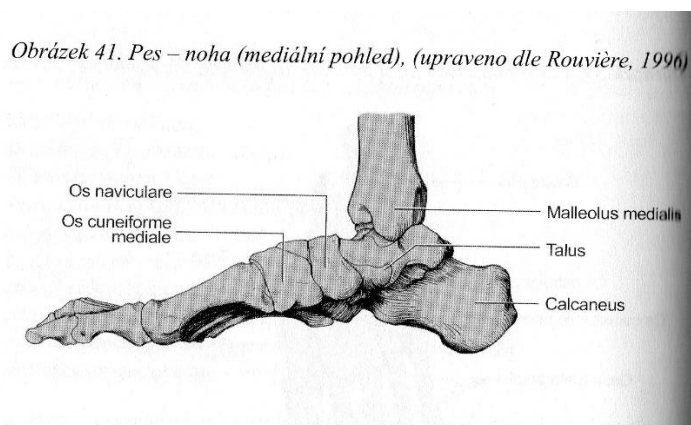 Obrázek 41. Pes – noha (mediální pohled), (upraveno dle Rouvière, 1996)
Os naviculare
Os cuneiforme
mediale
Malleolus medialis
Talus
Calcaneus